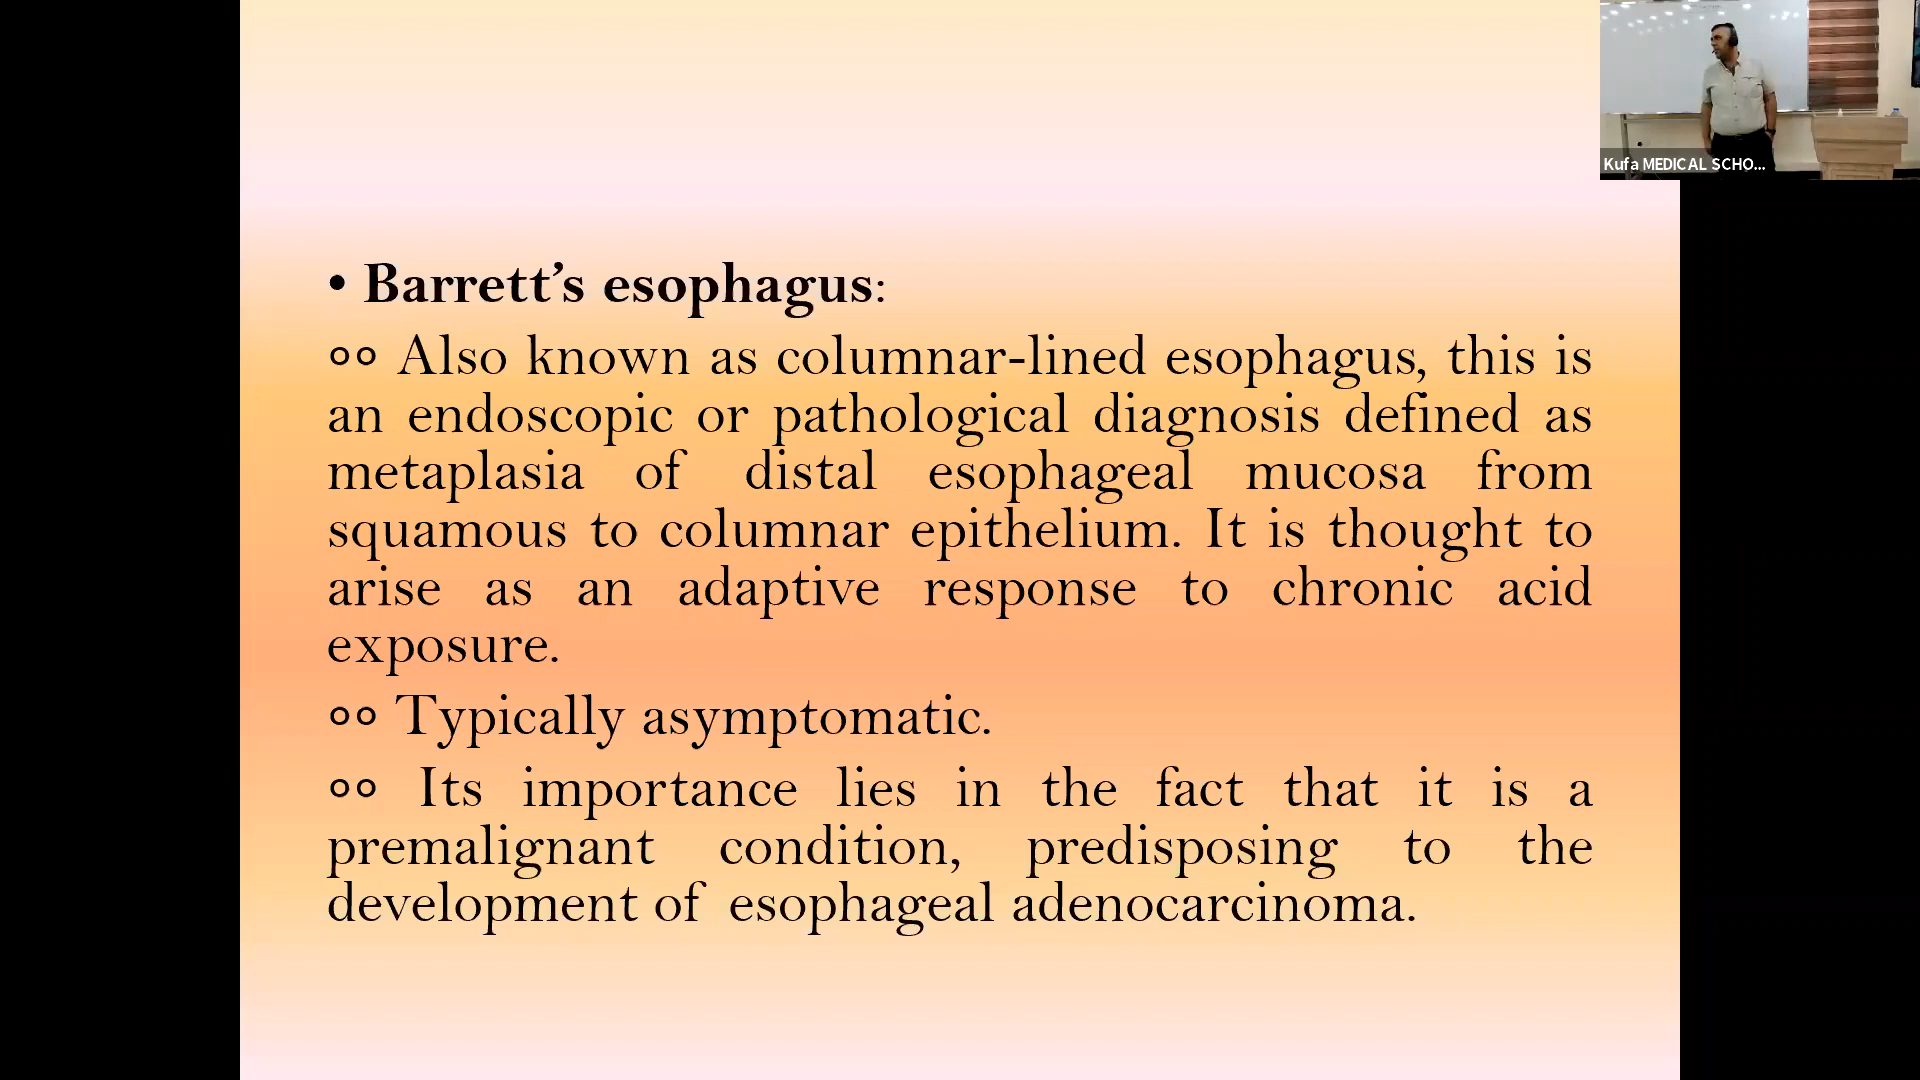 Kufa MEDICAL SCHO...
• Barrett’s esophagus:
○○ Also known as columnar-lined esophagus, this is
an endoscopic or pathological diagnosis defined as
metaplasia of distal esophageal mucosa from
squamous to columnar epithelium. It is thought to
arise as an adaptive response to chronic acid
exposure.
○○ Typically asymptomatic.
○○ Its importance lies in the fact that it is a
premalignant condition, predisposing to the
development of esophageal adenocarcinoma.